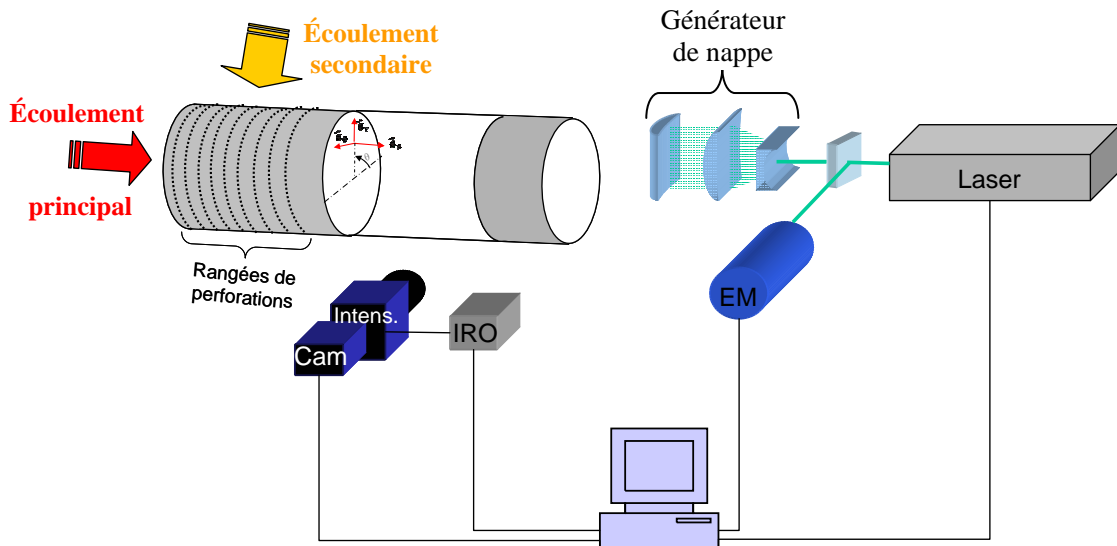 Écoulement
secondaire
Écoulement
principal
Générateur
de nappe
θ
Laser
Rangées de
perforations
Intens.
IRO
Cam
EM